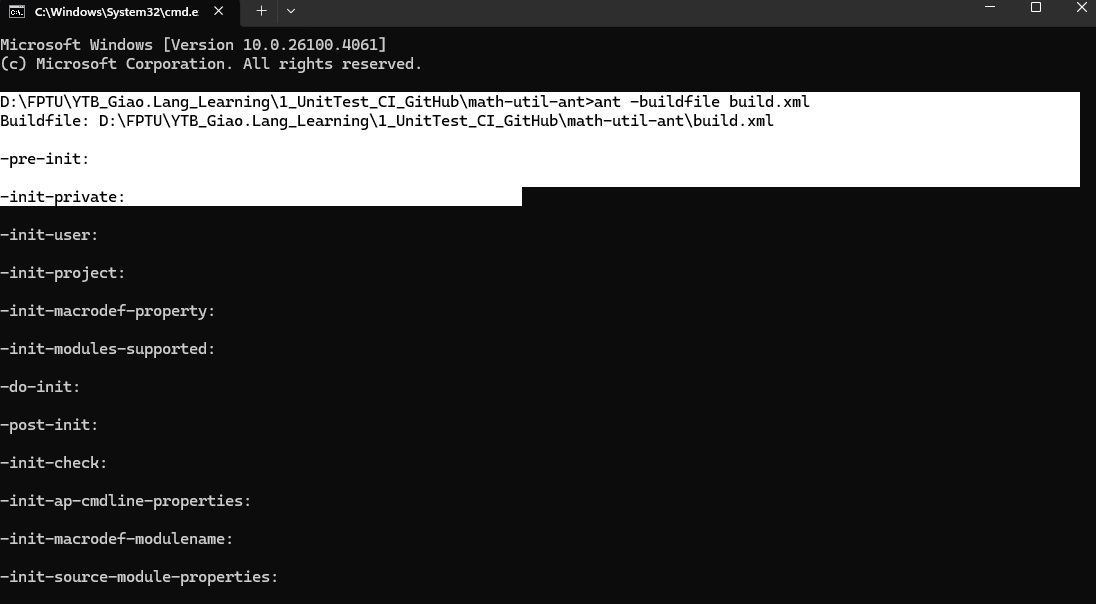 C:\Windows\System32\cmd.e
Microsoft Windows [Version 10.0.26100.4061]
(c) Microsoft Corporation. All rights reserved.
D:\FPTU\YTB_Giao.Lang_Learning\1_UnitTest_CI_GitHub\math-util-ant>ant -buildfile build.xml
Buildfile: D:\FPTU\YTB_Giao.Lang_Learning\1_UnitTest_CI_GitHub\math-util-ant\build.xml
-pre-init:
-init-private:
-init-user:
-init-project:
-init-macrodef-property:
-init-modules-supported:
-do-init:
-post-init:
-init-check:
-init-ap-cmdline-properties:
-init-macrodef-modulename:
-init-source-module-properties: